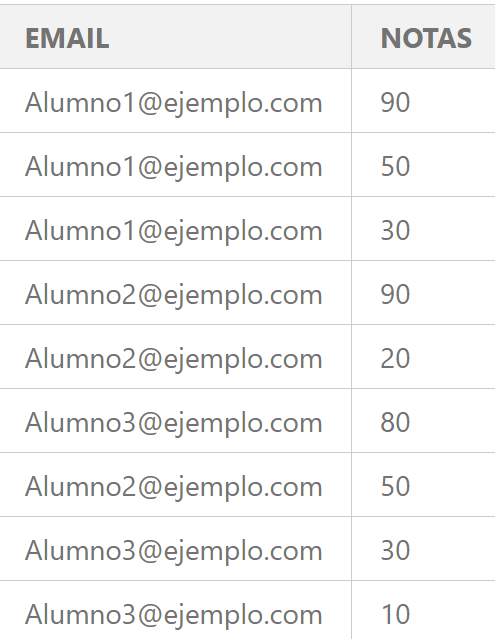 EMAIL NOTAS
Alumno1@ejemplo.com 90
Alumno1@ejemplo.com 50
Alumno1@ejemplo.com 30
Alumno2@ejemplo.com 90
Alumno2@ejemplo.com 20
Alumno3@ejemplo.com 80
Alumno2@ejemplo.com 50
Alumno3@ejemplo.com 30
Alumno3@ejemplo.com 10